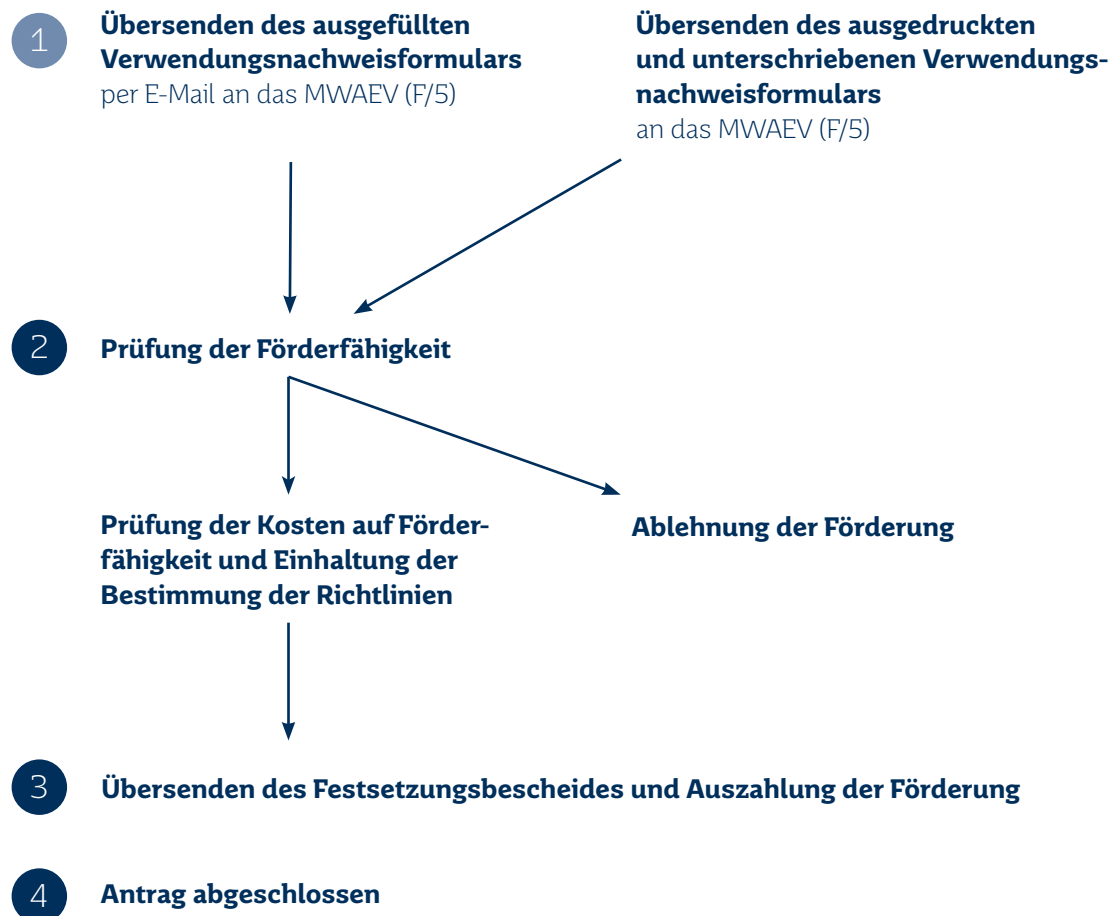 1
Übersenden des ausgefüllten
Verwendungsnachweisformulars
per E-Mail an das MWAEV (F/5)
Übersenden des ausgedruckten
und unterschriebenen Verwendungs-
nachweisformulars
an das MWAEV (F/5)
2
Prüfung der Förderfähigkeit
Prüfung der Kosten auf Förder-
fähigkeit und Einhaltung der
Bestimmung der Richtlinien
Ablehnung der Förderung
3
Übersenden des Festsetzungsbescheides und Auszahlung der Förderung
4
Antrag abgeschlossen